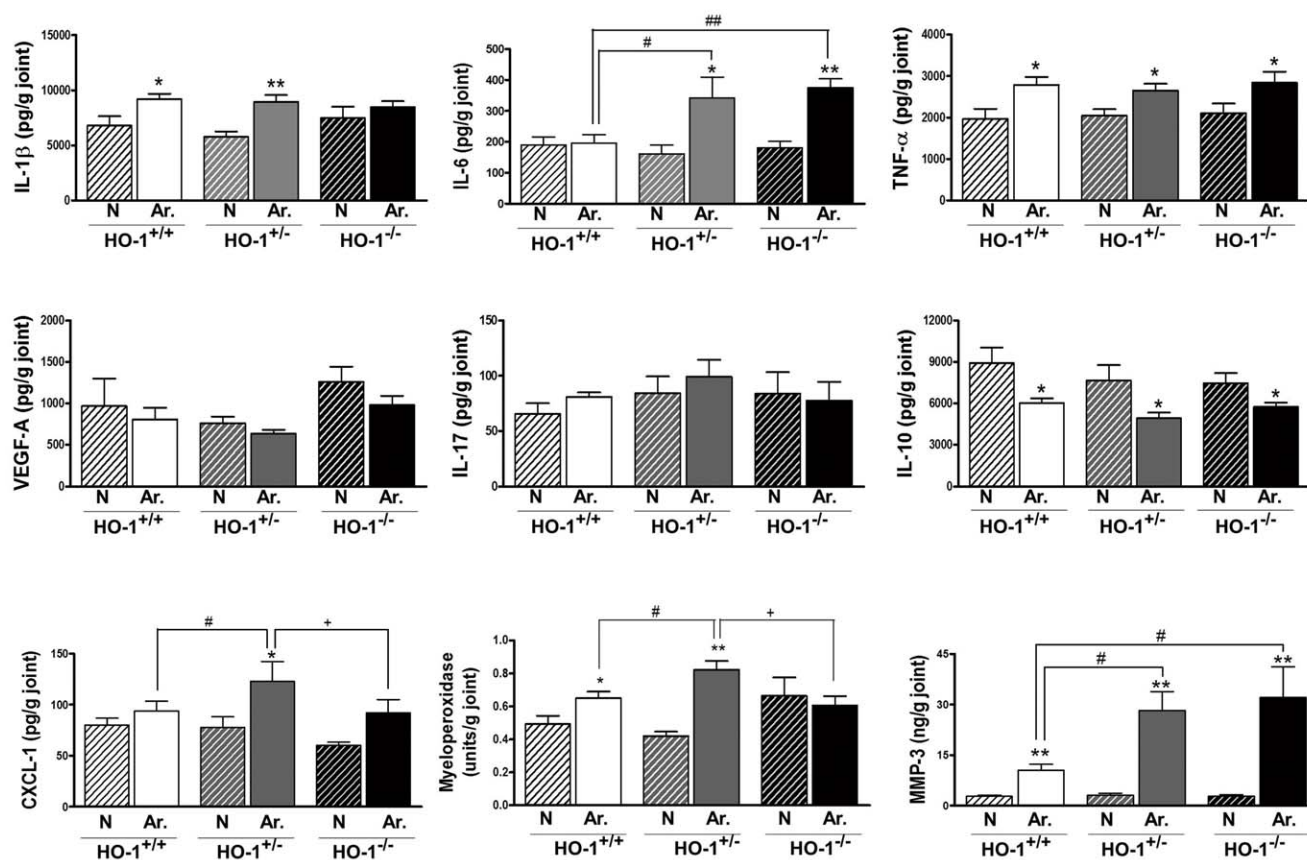 IL-1β (pg/g joint)
15000
10000
5000
0
*
**
N Ar. N Ar. N Ar.
HO-1+/+ HO-1+/- HO-1-/-
IL-6 (pg/g joint)
500
400
300
200
100
0
##
#
*
**
N Ar. N Ar. N Ar.
HO-1+/+ HO-1+/- HO-1-/-
TNF-α (pg/g joint)
4000
3000
2000
1000
0
*
*
*
N Ar. N Ar. N Ar.
HO-1+/+ HO-1+/- HO-1-/-
VEGF-A (pg/g joint)
2000
1500
1000
500
0
N Ar. N Ar. N Ar.
HO-1+/+ HO-1+/- HO-1-/-
IL-17 (pg/g joint)
150
100
50
0
N Ar. N Ar. N Ar.
HO-1+/+ HO-1+/- HO-1-/-
IL-10 (pg/g joint)
12000
9000
6000
3000
0
*
*
*
N Ar. N Ar. N Ar.
HO-1+/+ HO-1+/- HO-1-/-
CXCL-1 (pg/g joint)
150
100
50
0
# +
*
N Ar. N Ar. N Ar.
HO-1+/+ HO-1+/- HO-1-/-
Myeloperoxidase
(units/g joint)
1.0
0.8
0.6
0.4
0.2
0.0
# +
*
**
N Ar. N Ar. N Ar.
HO-1+/+ HO-1+/- HO-1-/-
MMP-3 (ng/g joint)
45
30
15
0
#
#
**
**
**
N Ar. N Ar. N Ar.
HO-1+/+ HO-1+/- HO-1-/-